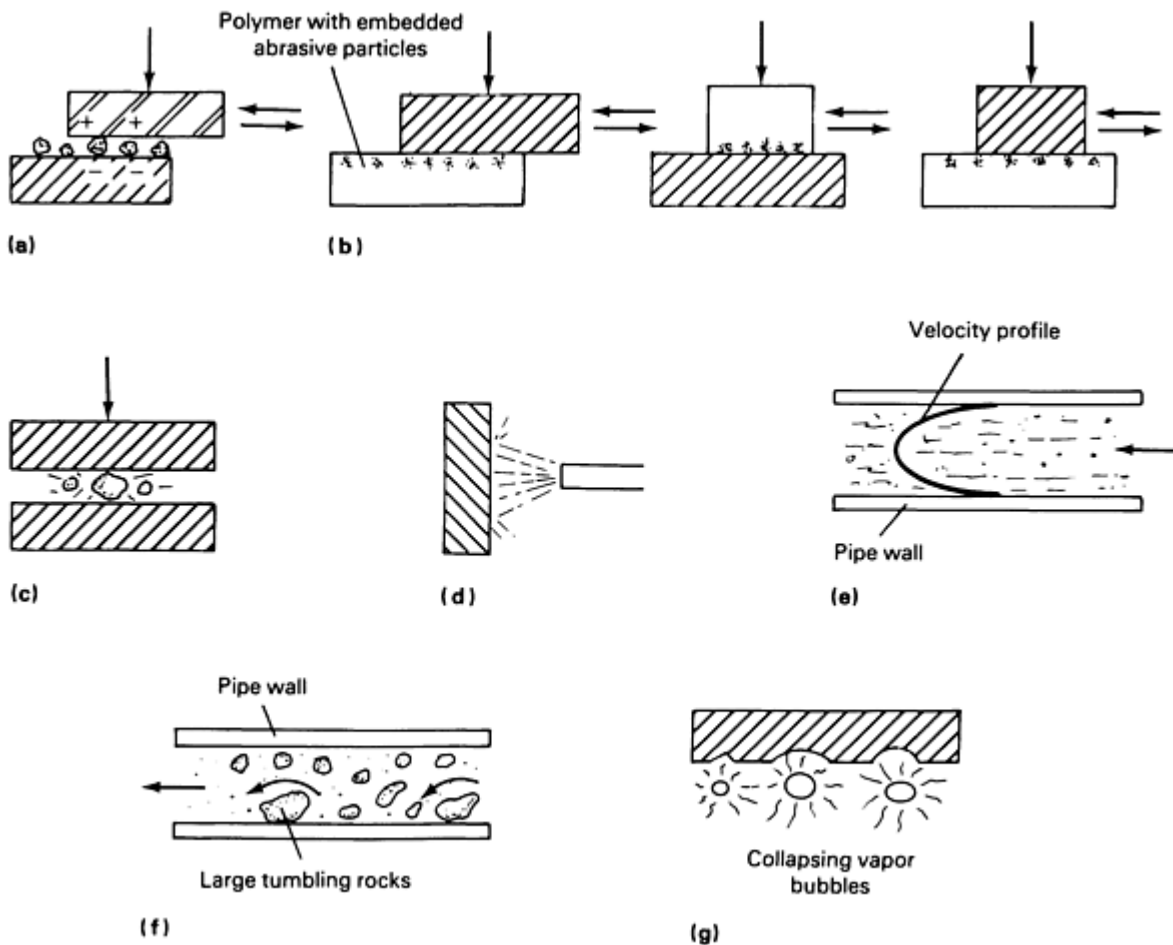 Polymer with embedded
abrasive particles
+ +
- -
(a)
(b)
Velocity profile
Pipe wall
(c)
(d)
(e)
Pipe wall
Large tumbling rocks
Collapsing vapor
bubbles
(f)
(g)